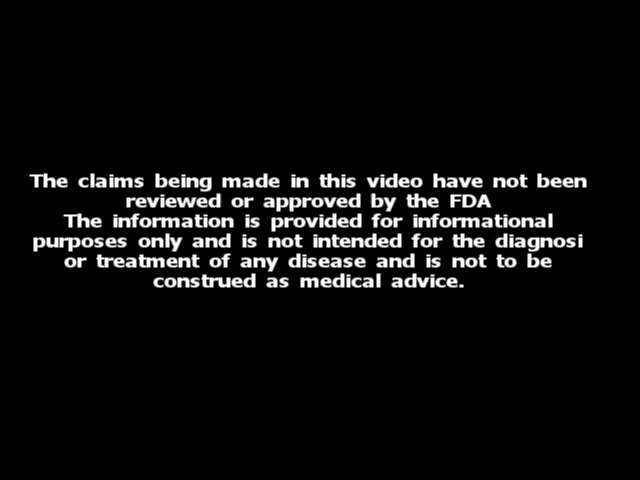 The claims being made in this video have not been
reviewed or approved by the FDA
The information is provided for informational
purposes only and is not intended for the diagnosi
or treatment of any disease and is not to be
construed as medical advice.